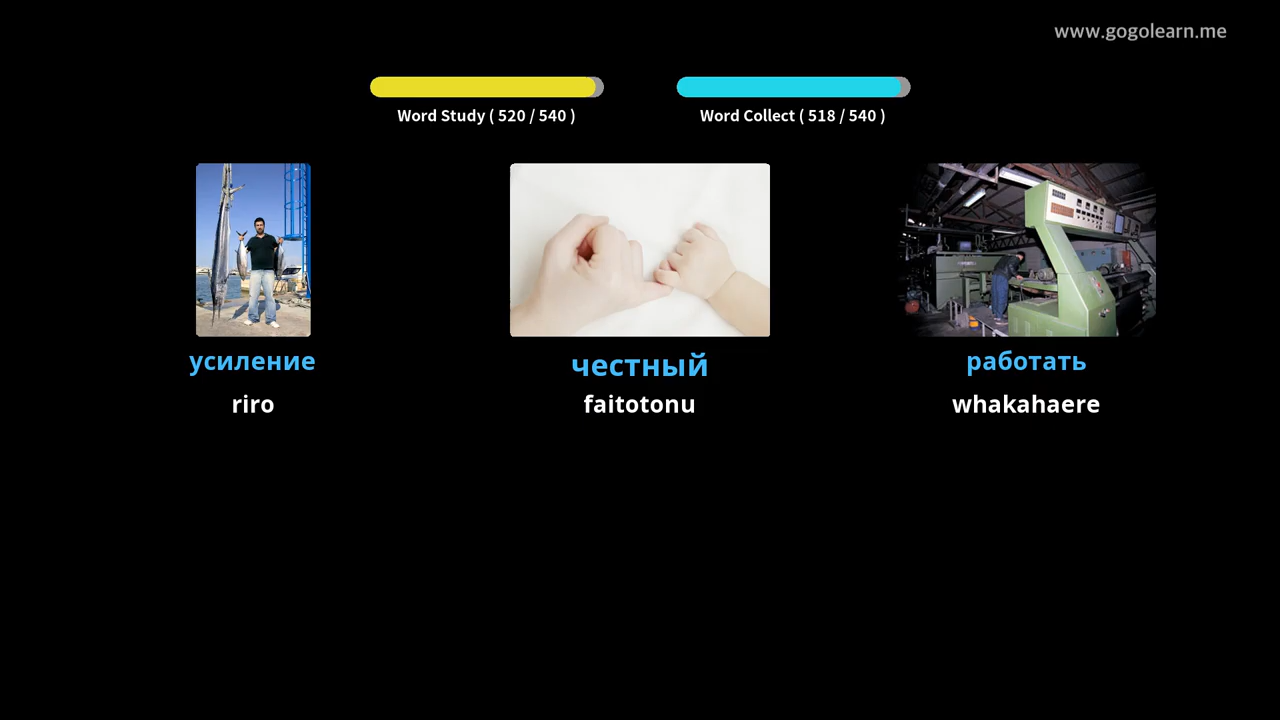 www.gogolearn.me
Word Study ( 520 / 540 )
Word Collect ( 518 / 540 )
усиление
честный
работать
riro
faitotonu
whakahaere